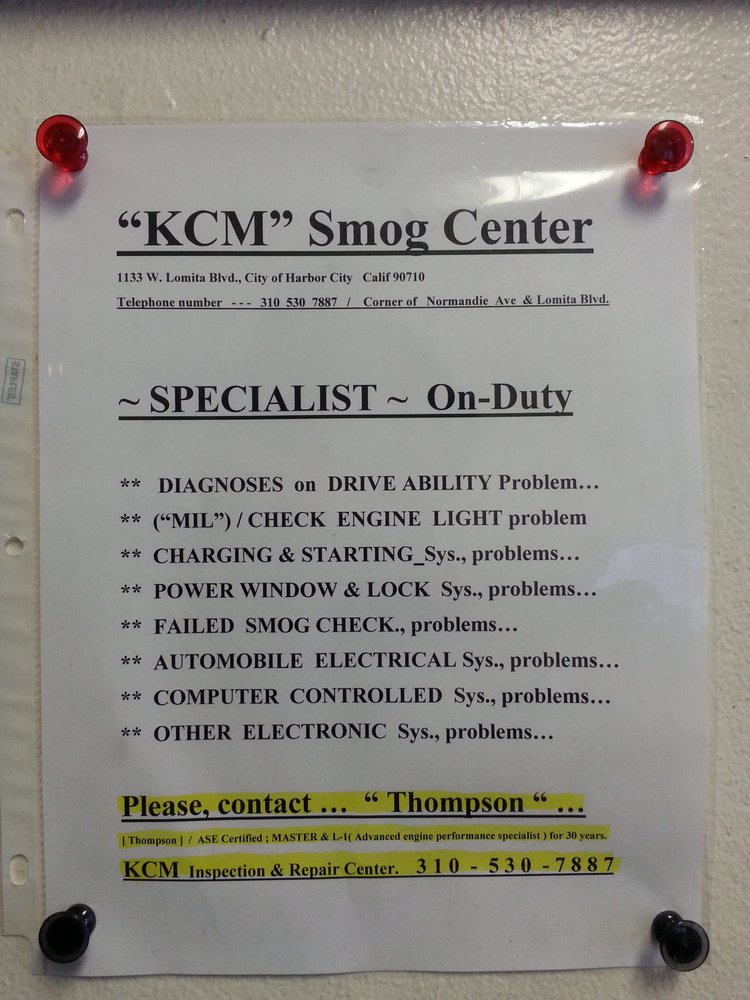 “KCM” Smog Center
1133 W. Lomita Blvd., City of Harbor City Calif 90710
Telephone number --- 310 530 7887 / Corner of Normandie Ave & Lomita Blvd.
~ SPECIALIST ~ On-Duty
** DIAGNOSES on DRIVE ABILITY Problem…
** (“MIL”) / CHECK ENGINE LIGHT problem
** CHARGING & STARTING_Sys., problems…
** POWER WINDOW & LOCK Sys., problems…
** FAILED SMOG CHECK., problems…
** AUTOMOBILE ELECTRICAL Sys., problems…
** COMPUTER CONTROLLED Sys., problems…
** OTHER ELECTRONIC Sys., problems…
Please, contact … “ Thompson “ …
[ Thompson ] / ASE Certified ; MASTER & L-1( Advanced engine performance specialist ) for 30 years.
KCM Inspection & Repair Center. 310 - 530 -7887
STAPLES